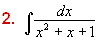 2. ∫ dx / (x² + x + 1)